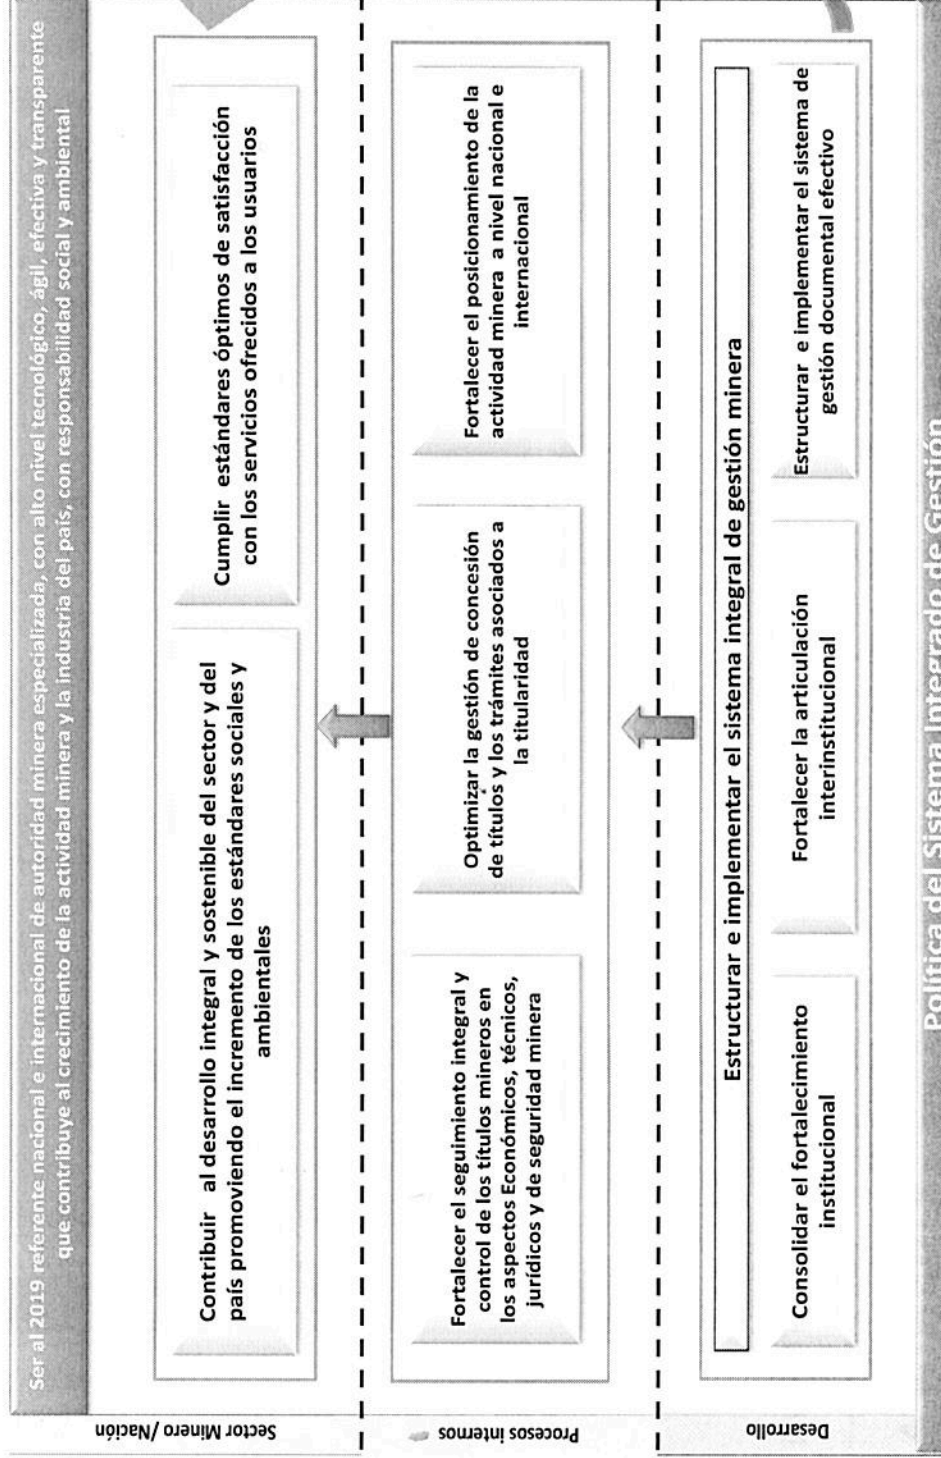 Ser al 2019 referente nacional e internacional de autoridad minera especializada, con alto nivel tecnológico, ágil, efectiva y transparente
que contribuye al crecimiento de la actividad minera y la industria del país, con responsabilidad social y ambiental
Sector Minero / Nación
Contribuir al desarrollo integral y sostenible del sector y del
país promoviendo el incremento de los estándares sociales y
ambientales
Cumplir estándares óptimos de satisfacción
con los servicios ofrecidos a los usuarios
Procesos internos
Fortalecer el seguimiento integral y
control de los títulos mineros en
los aspectos Económicos, técnicos,
jurídicos y de seguridad minera
Optimizar la gestión de concesión
de títulos y los trámites asociados a
la titularidad
Fortalecer el posicionamiento de la
actividad minera a nivel nacional e
internacional
Desarrollo
Estructurar e implementar el sistema integral de gestión minera
Consolidar el fortalecimiento
institucional
Fortalecer la articulación
interinstitucional
Estructurar e implementar el sistema de
gestión documental efectivo
Política del Sistema Integrado de Gestión